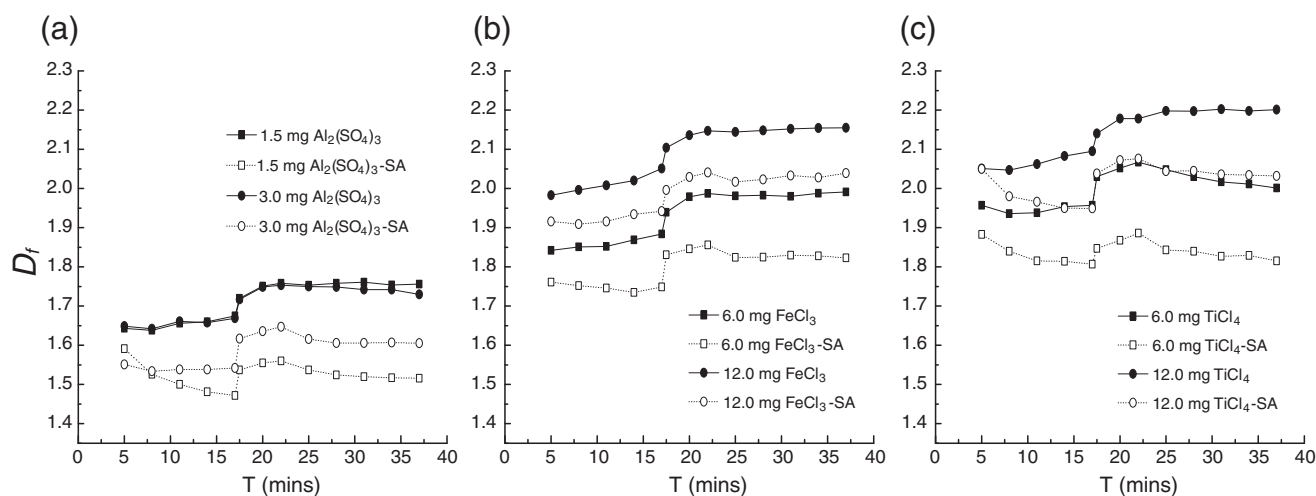 (a)
2.3
2.2
2.1
2.0
1.9
1.8
1.7
1.6
1.5
1.4
D_f
0 5 10 15 20 25 30 35 40
T (mins)
1.5 mg Al₂(SO₄)₃
1.5 mg Al₂(SO₄)₃-SA
3.0 mg Al₂(SO₄)₃
3.0 mg Al₂(SO₄)₃-SA
(b)
2.3
2.2
2.1
2.0
1.9
1.8
1.7
1.6
1.5
1.4
0 5 10 15 20 25 30 35 40
T (mins)
6.0 mg FeCl₃
6.0 mg FeCl₃-SA
12.0 mg FeCl₃
12.0 mg FeCl₃-SA
(c)
2.3
2.2
2.1
2.0
1.9
1.8
1.7
1.6
1.5
1.4
0 5 10 15 20 25 30 35 40
T (mins)
6.0 mg TiCl₄
6.0 mg TiCl₄-SA
12.0 mg TiCl₄
12.0 mg TiCl₄-SA